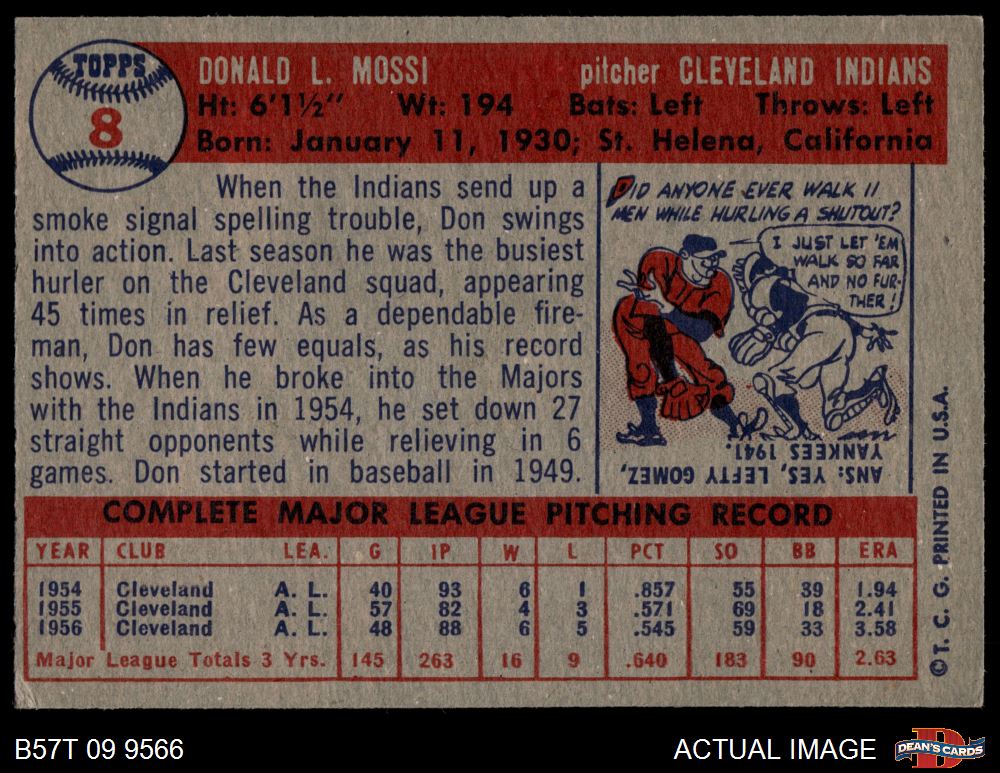 TOPPS
8
DONALD L. MOSSI pitcher CLEVELAND INDIANS
Ht: 6'1½" Wt: 194 Bats: Left Throws: Left
Born: January 11, 1930; St. Helena, California
When the Indians send up a
smoke signal spelling trouble, Don swings
into action. Last season he was the busiest
hurler on the Cleveland squad, appearing
45 times in relief. As a dependable fire-
man, Don has few equals, as his record
shows. When he broke into the Majors
with the Indians in 1954, he set down 27
straight opponents while relieving in 6
games. Don started in baseball in 1949.
DID ANYONE EVER WALK 11
MEN WHILE HURLING A SHUTOUT?
I JUST LET 'EM
WALK SO FAR
AND NO FUR-
THER!
ANS: YES, LEFTY GOMEZ,
YANKEES 1941.
COMPLETE MAJOR LEAGUE PITCHING RECORD
YEAR CLUB LEA. G IP W L PCT SO BB ERA
1954 Cleveland A. L. 40 93 6 1 .857 55 39 1.94
1955 Cleveland A. L. 57 82 4 3 .571 69 18 2.41
1956 Cleveland A. L. 48 88 6 5 .545 59 33 3.58
Major League Totals 3 Yrs. 145 263 16 9 .640 183 90 2.63
© T. C. G. PRINTED IN U.S.A.
B57T 09 9566
ACTUAL IMAGE
D
DEAN'S CARDS